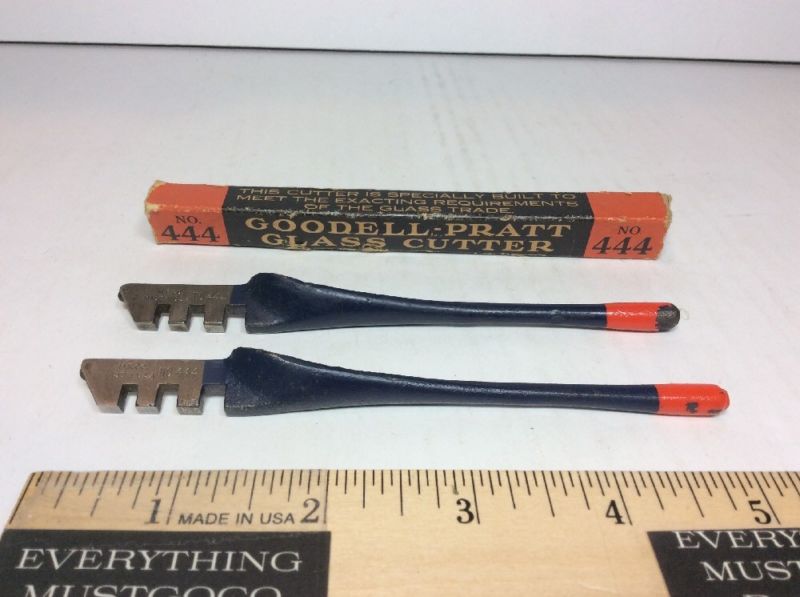 THIS CUTTER IS SPECIALLY BUILT TO
MEET THE EXACTING REQUIREMENTS
OF THE GLASS TRADE
NO. 444
GOODELL-PRATT
GLASS CUTTER
NO 444
444
1 MADE IN USA 2 3 4 5
EVERYTHING
MUSTGOCO
EVERY
MUST